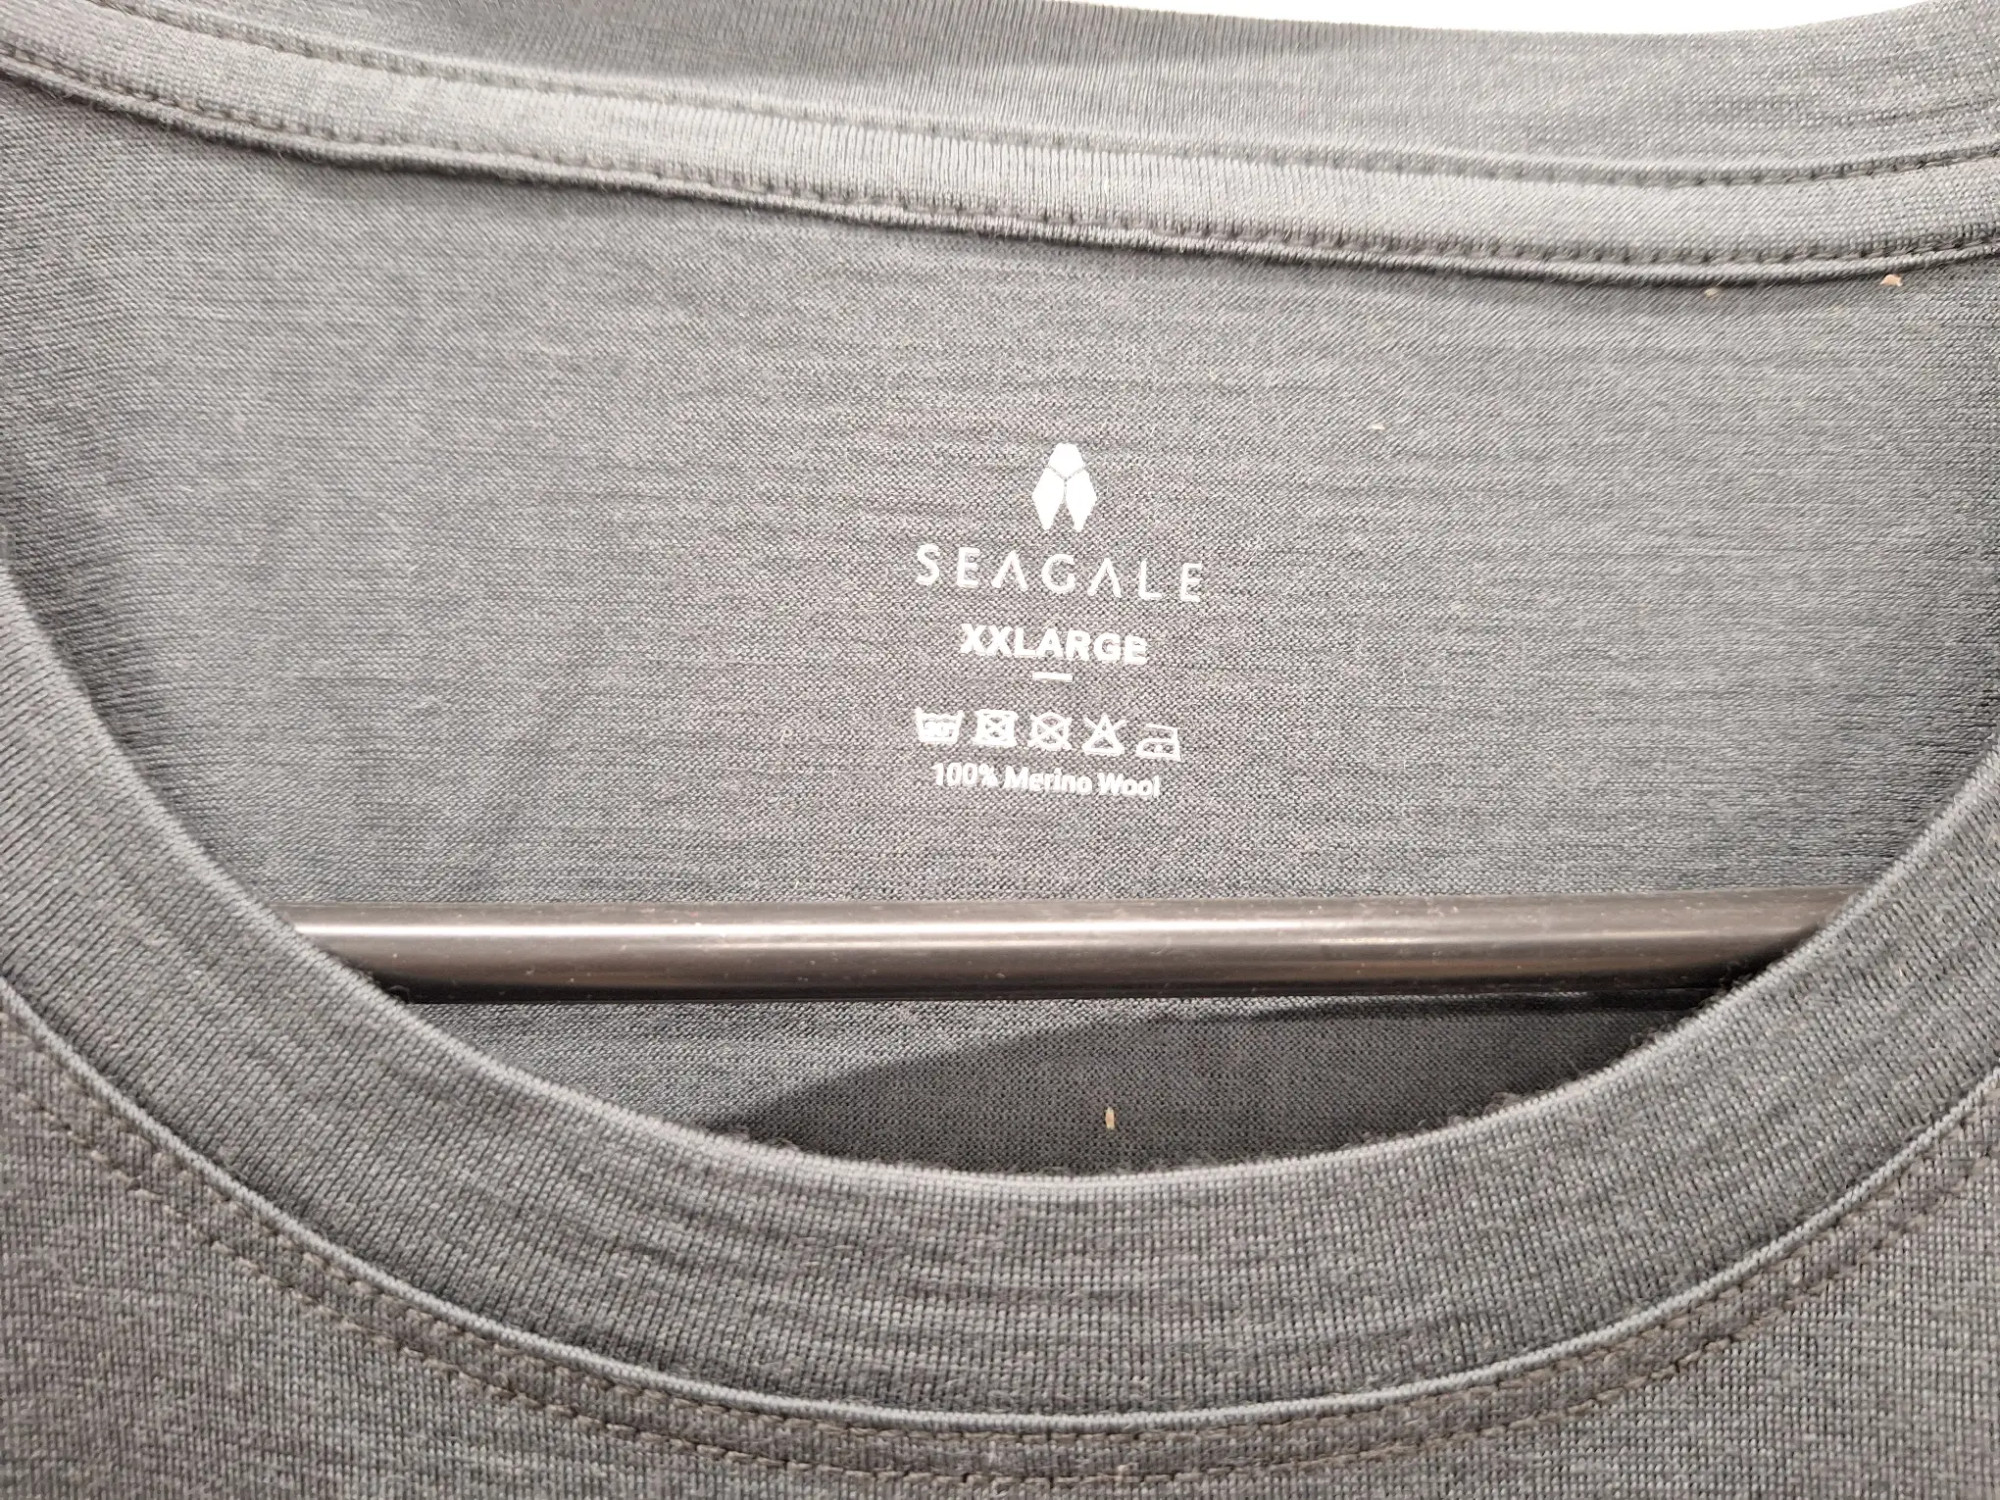 SEAGALE
XXLARGE
100% Merino Wool